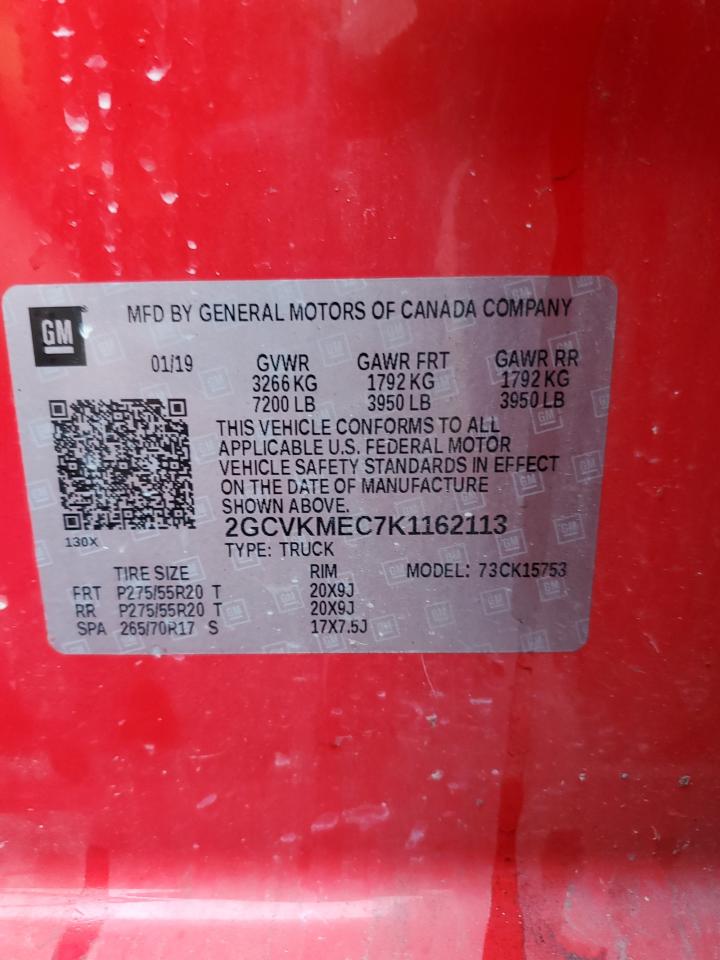 GM
MFD BY GENERAL MOTORS OF CANADA COMPANY
01/19 GVWR GAWR FRT GAWR RR
3266 KG 1792 KG 1792 KG
7200 LB 3950 LB 3950 LB
THIS VEHICLE CONFORMS TO ALL
APPLICABLE U.S. FEDERAL MOTOR
VEHICLE SAFETY STANDARDS IN EFFECT
ON THE DATE OF MANUFACTURE
SHOWN ABOVE.
2GCVKMEC7K1162113
130X
TYPE: TRUCK
TIRE SIZE RIM MODEL: 73CK15753
FRT P275/55R20 T 20X9J
RR P275/55R20 T 20X9J
SPA 265/70R17 S 17X7.5J